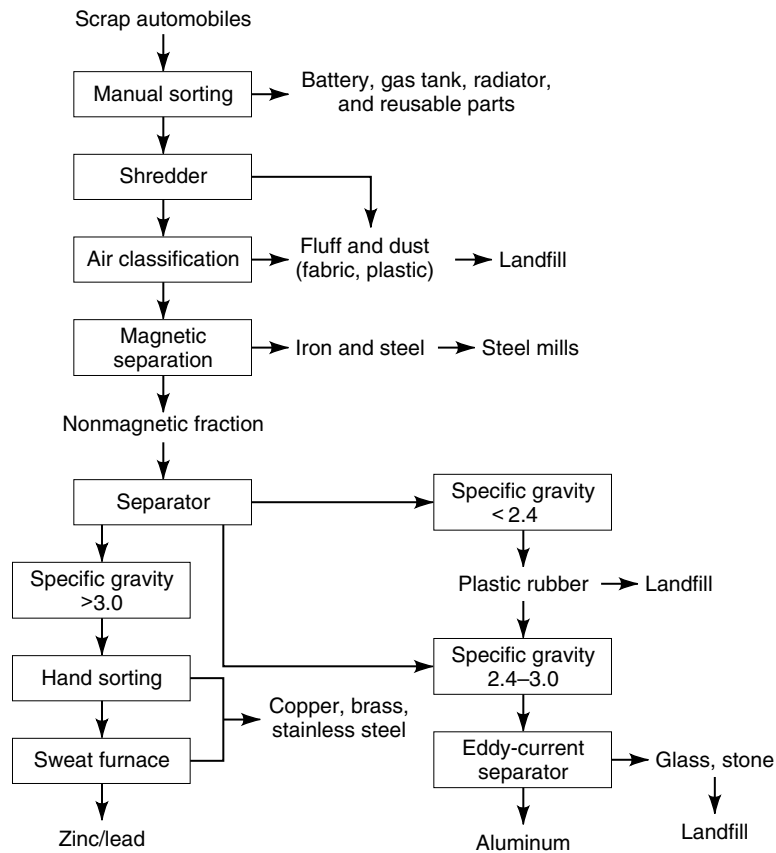 Scrap automobiles
Manual sorting
Battery, gas tank, radiator,
and reusable parts
Shredder
Air classification
Fluff and dust
(fabric, plastic)
Landfill
Magnetic
separation
Iron and steel
Steel mills
Nonmagnetic fraction
Separator
Specific gravity
< 2.4
Specific gravity
>3.0
Plastic rubber
Landfill
Hand sorting
Specific gravity
2.4–3.0
Copper, brass,
stainless steel
Sweat furnace
Eddy-current
separator
Glass, stone
Zinc/lead
Aluminum
Landfill